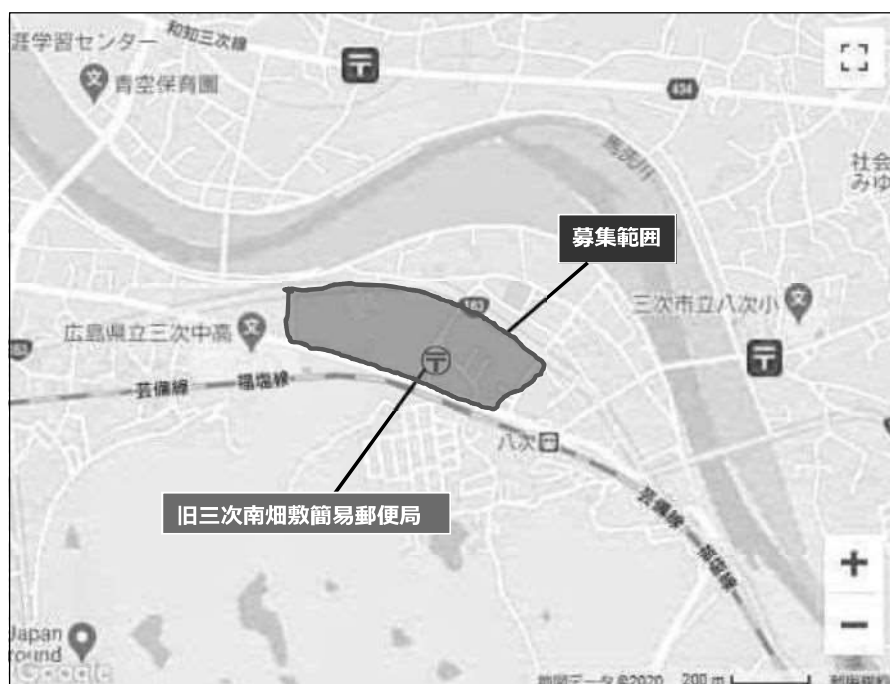 涯学習センター
和知三次線
青空保育園
434
馬洗川
社会
みゆ
募集範囲
163
三次市立八次小
広島県立三次中高
芸備線 福塩線
八次
旧三次南畑敷簡易郵便局
芸備線
福塩線
Japan
round
Google
地図データ ©2020 200 m